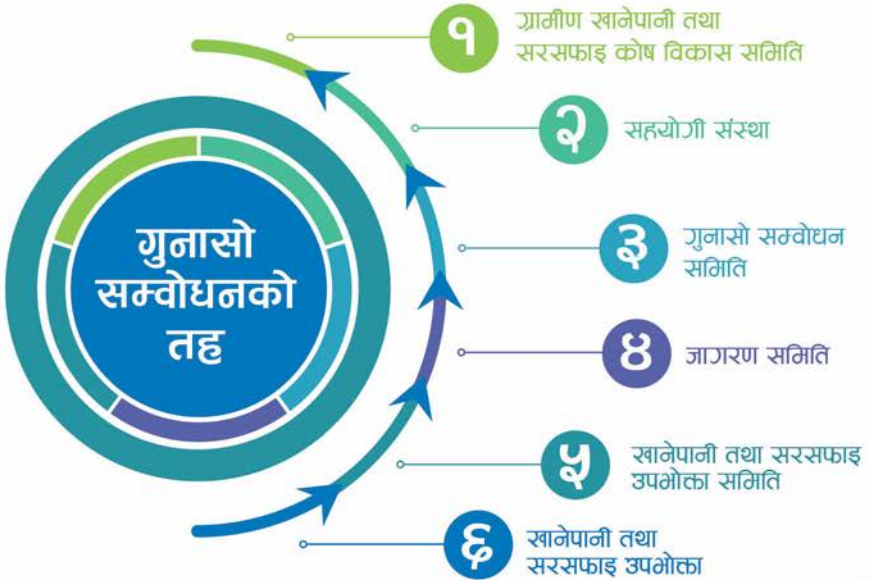 गुनासो
सम्वोधनको
तह
१
ग्रामीण खानेपानी तथा
सरसफाइ कोष विकास समिति
२
सहयोगी संस्था
३
गुनासो सम्वोधन
समिति
४
जागरण समिति
५
खानेपानी तथा सरसफाइ
उपभोक्ता समिति
६
खानेपानी तथा
सरसफाइ उपभोक्ता